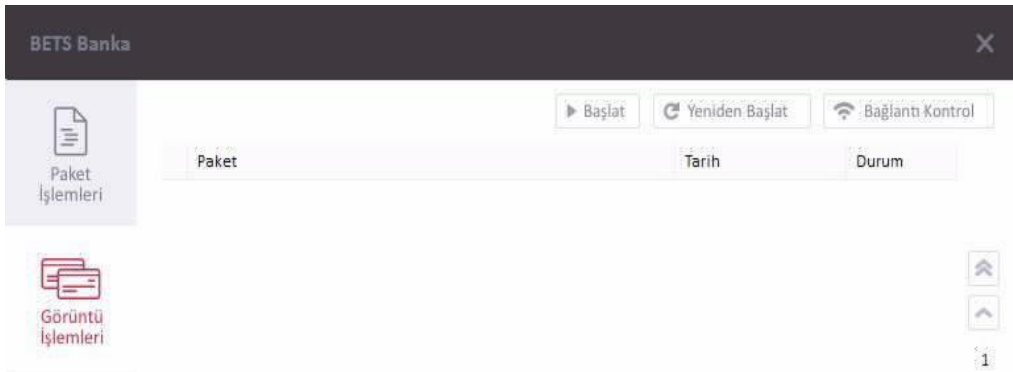 BETS Banka
Başlat Yeniden Başlat Bağlantı Kontrol
Paket Tarih Durum
Paket
İşlemleri
Görüntü
İşlemleri
1